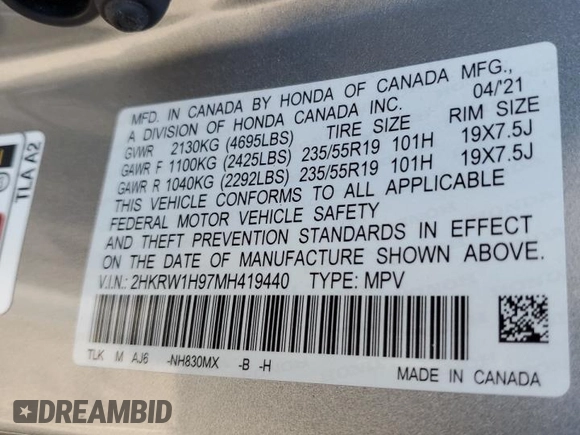 MFD. IN CANADA BY HONDA OF CANADA MFG.,
A DIVISION OF HONDA CANADA INC. 04/'21
GVWR 2130KG (4695LBS) TIRE SIZE RIM SIZE
GAWR F 1100KG (2425LBS) 235/55R19 101H 19X7.5J
GAWR R 1040KG (2292LBS) 235/55R19 101H 19X7.5J
THIS VEHICLE CONFORMS TO ALL APPLICABLE
FEDERAL MOTOR VEHICLE SAFETY
AND THEFT PREVENTION STANDARDS IN EFFECT
ON THE DATE OF MANUFACTURE SHOWN ABOVE.
V.I.N.: 2HKRW1H97MH419440 TYPE: MPV
TLK M AJ6 -NH830MX -B -H
MADE IN CANADA
TLA A2
DREAMBID